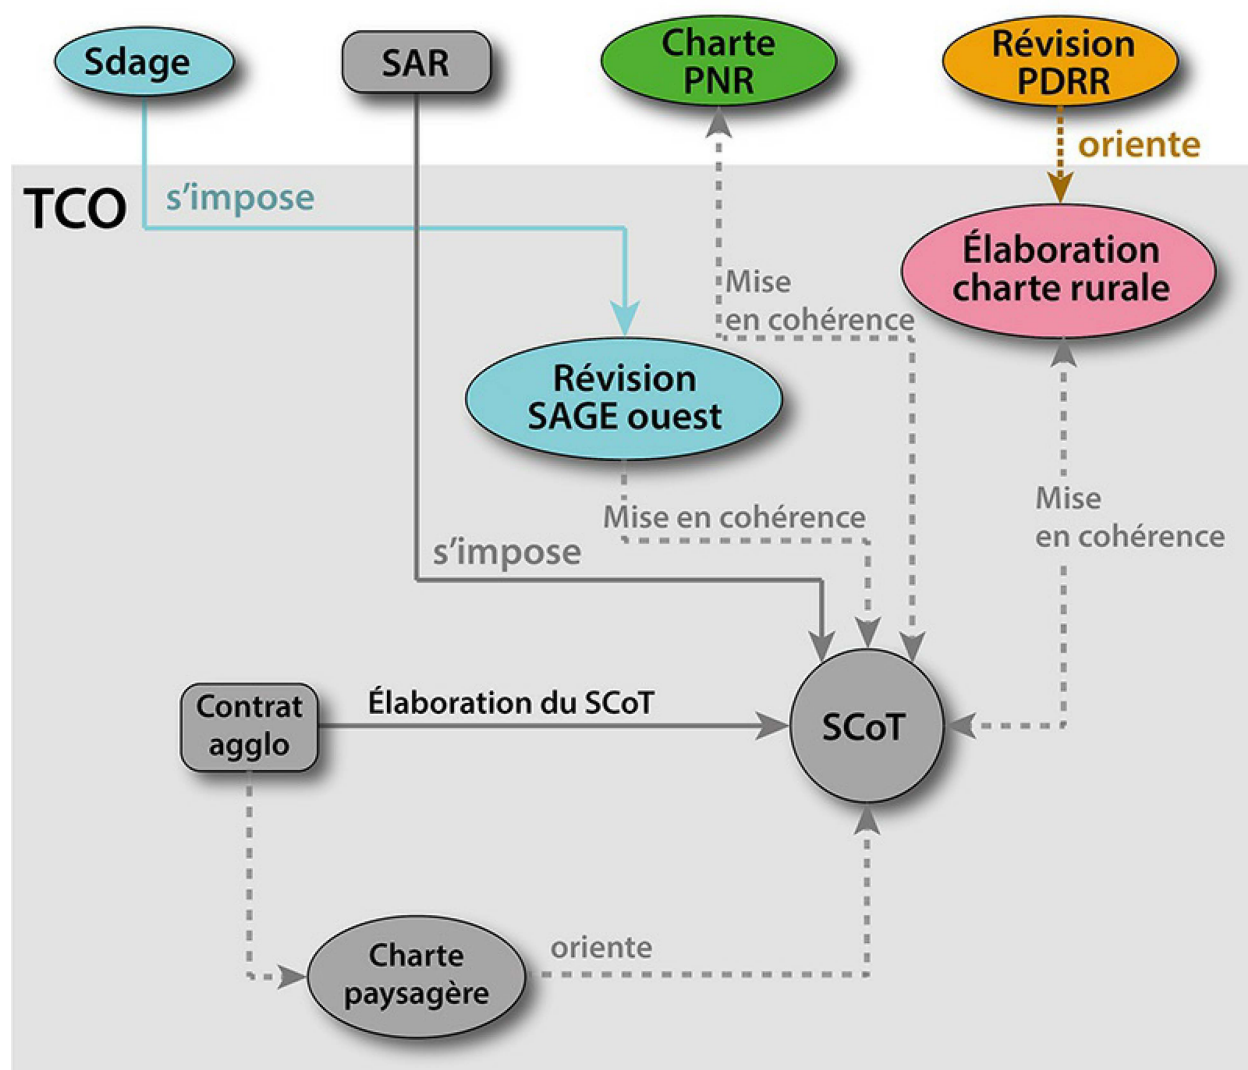 Sdage
SAR
Charte
PNR
Révision
PDRR
oriente
TCO
s’impose
Élaboration
charte rurale
Mise
en cohérence
Révision
SAGE ouest
Mise
en cohérence
Mise en cohérence
s’impose
Contrat
agglo
Élaboration du SCoT
SCoT
Charte
paysagère
oriente